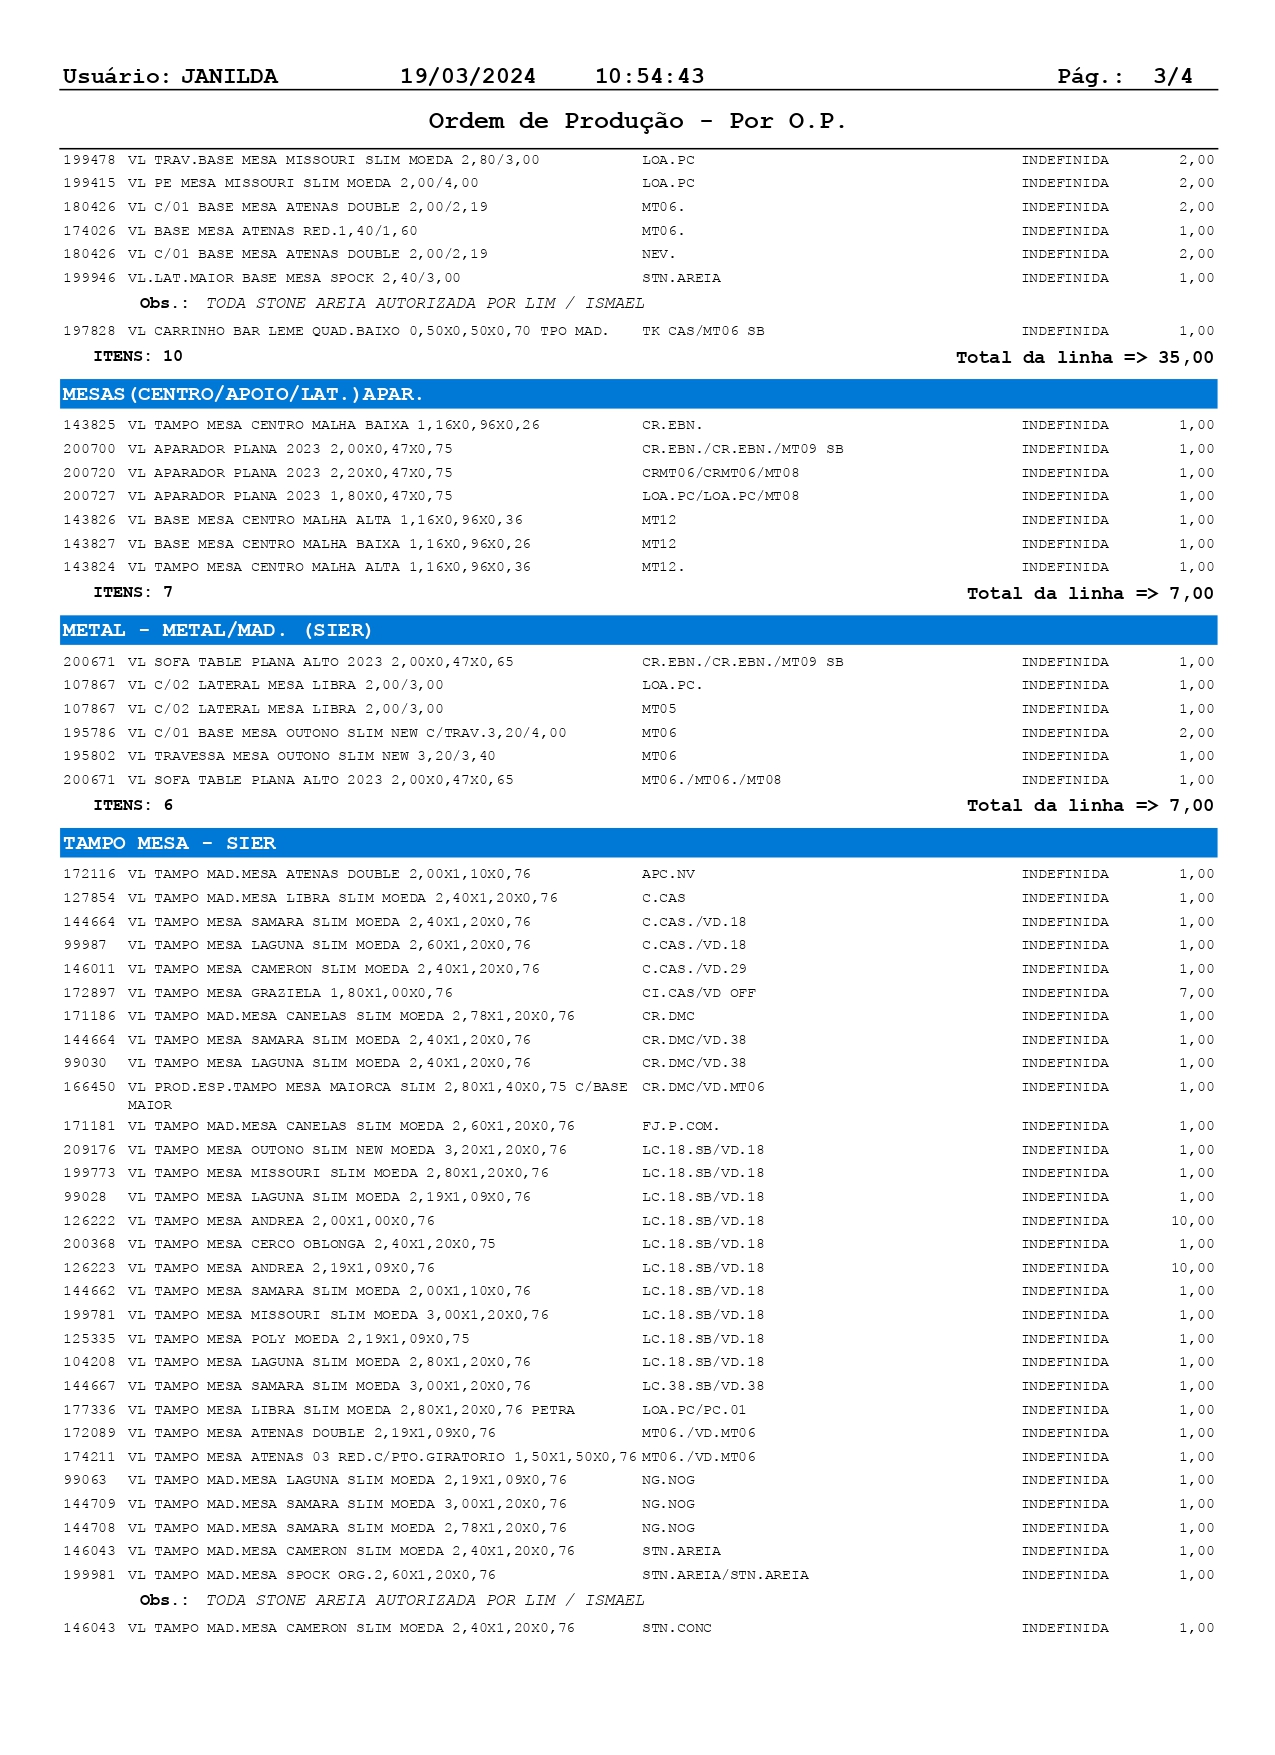 Usuário: JANILDA 19/03/2024 10:54:43 Pág.: 3/4
Ordem de Produção - Por O.P.
199478 VL TRAV.BASE MESA MISSOURI SLIM MOEDA 2,80/3,00 LOA.PC INDEFINIDA 2,00
199415 VL PE MESA MISSOURI SLIM MOEDA 2,00/4,00 LOA.PC INDEFINIDA 2,00
180426 VL C/01 BASE MESA ATENAS DOUBLE 2,00/2,19 MT06. INDEFINIDA 2,00
174026 VL BASE MESA ATENAS RED.1,40/1,60 MT06. INDEFINIDA 1,00
180426 VL C/01 BASE MESA ATENAS DOUBLE 2,00/2,19 NEV. INDEFINIDA 2,00
199946 VL.LAT.MAIOR BASE MESA SPOCK 2,40/3,00 STN.AREIA INDEFINIDA 1,00
Obs.: TODA STONE AREIA AUTORIZADA POR LIM / ISMAEL
197828 VL CARRINHO BAR LEME QUAD.BAIXO 0,50X0,50X0,70 TPO MAD. TK CAS/MT06 SB INDEFINIDA 1,00
ITENS: 10 Total da linha => 35,00
MESAS(CENTRO/APOIO/LAT.)APAR.
143825 VL TAMPO MESA CENTRO MALHA BAIXA 1,16X0,96X0,26 CR.EBN. INDEFINIDA 1,00
200700 VL APARADOR PLANA 2023 2,00X0,47X0,75 CR.EBN./CR.EBN./MT09 SB INDEFINIDA 1,00
200720 VL APARADOR PLANA 2023 2,20X0,47X0,75 CRMT06/CRMT06/MT08 INDEFINIDA 1,00
200727 VL APARADOR PLANA 2023 1,80X0,47X0,75 LOA.PC/LOA.PC/MT08 INDEFINIDA 1,00
143826 VL BASE MESA CENTRO MALHA ALTA 1,16X0,96X0,36 MT12 INDEFINIDA 1,00
143827 VL BASE MESA CENTRO MALHA BAIXA 1,16X0,96X0,26 MT12 INDEFINIDA 1,00
143824 VL TAMPO MESA CENTRO MALHA ALTA 1,16X0,96X0,36 MT12. INDEFINIDA 1,00
ITENS: 7 Total da linha => 7,00
METAL - METAL/MAD. (SIER)
200671 VL SOFA TABLE PLANA ALTO 2023 2,00X0,47X0,65 CR.EBN./CR.EBN./MT09 SB INDEFINIDA 1,00
107867 VL C/02 LATERAL MESA LIBRA 2,00/3,00 LOA.PC. INDEFINIDA 1,00
107867 VL C/02 LATERAL MESA LIBRA 2,00/3,00 MT05 INDEFINIDA 1,00
195786 VL C/01 BASE MESA OUTONO SLIM NEW C/TRAV.3,20/4,00 MT06 INDEFINIDA 2,00
195802 VL TRAVESSA MESA OUTONO SLIM NEW 3,20/3,40 MT06 INDEFINIDA 1,00
200671 VL SOFA TABLE PLANA ALTO 2023 2,00X0,47X0,65 MT06./MT06./MT08 INDEFINIDA 1,00
ITENS: 6 Total da linha => 7,00
TAMPO MESA - SIER
172116 VL TAMPO MAD.MESA ATENAS DOUBLE 2,00X1,10X0,76 APC.NV INDEFINIDA 1,00
127854 VL TAMPO MAD.MESA LIBRA SLIM MOEDA 2,40X1,20X0,76 C.CAS INDEFINIDA 1,00
144664 VL TAMPO MESA SAMARA SLIM MOEDA 2,40X1,20X0,76 C.CAS./VD.18 INDEFINIDA 1,00
99987 VL TAMPO MESA LAGUNA SLIM MOEDA 2,60X1,20X0,76 C.CAS./VD.18 INDEFINIDA 1,00
146011 VL TAMPO MESA CAMERON SLIM MOEDA 2,40X1,20X0,76 C.CAS./VD.29 INDEFINIDA 1,00
172897 VL TAMPO MESA GRAZIELA 1,80X1,00X0,76 CI.CAS/VD OFF INDEFINIDA 7,00
171186 VL TAMPO MAD.MESA CANELAS SLIM MOEDA 2,78X1,20X0,76 CR.DMC INDEFINIDA 1,00
144664 VL TAMPO MESA SAMARA SLIM MOEDA 2,40X1,20X0,76 CR.DMC/VD.38 INDEFINIDA 1,00
99030 VL TAMPO MESA LAGUNA SLIM MOEDA 2,40X1,20X0,76 CR.DMC/VD.38 INDEFINIDA 1,00
166450 VL PROD.ESP.TAMPO MESA MAIORCA SLIM 2,80X1,40X0,75 C/BASE CR.DMC/VD.MT06 INDEFINIDA 1,00
MAIOR
171181 VL TAMPO MAD.MESA CANELAS SLIM MOEDA 2,60X1,20X0,76 FJ.P.COM. INDEFINIDA 1,00
209176 VL TAMPO MESA OUTONO SLIM NEW MOEDA 3,20X1,20X0,76 LC.18.SB/VD.18 INDEFINIDA 1,00
199773 VL TAMPO MESA MISSOURI SLIM MOEDA 2,80X1,20X0,76 LC.18.SB/VD.18 INDEFINIDA 1,00
99028 VL TAMPO MESA LAGUNA SLIM MOEDA 2,19X1,09X0,76 LC.18.SB/VD.18 INDEFINIDA 1,00
126222 VL TAMPO MESA ANDREA 2,00X1,00X0,76 LC.18.SB/VD.18 INDEFINIDA 10,00
200368 VL TAMPO MESA CERCO OBLONGA 2,40X1,20X0,75 LC.18.SB/VD.18 INDEFINIDA 1,00
126223 VL TAMPO MESA ANDREA 2,19X1,09X0,76 LC.18.SB/VD.18 INDEFINIDA 10,00
144662 VL TAMPO MESA SAMARA SLIM MOEDA 2,00X1,10X0,76 LC.18.SB/VD.18 INDEFINIDA 1,00
199781 VL TAMPO MESA MISSOURI SLIM MOEDA 3,00X1,20X0,76 LC.18.SB/VD.18 INDEFINIDA 1,00
125335 VL TAMPO MESA POLY MOEDA 2,19X1,09X0,75 LC.18.SB/VD.18 INDEFINIDA 1,00
104208 VL TAMPO MESA LAGUNA SLIM MOEDA 2,80X1,20X0,76 LC.18.SB/VD.18 INDEFINIDA 1,00
144667 VL TAMPO MESA SAMARA SLIM MOEDA 3,00X1,20X0,76 LC.38.SB/VD.38 INDEFINIDA 1,00
177336 VL TAMPO MESA LIBRA SLIM MOEDA 2,80X1,20X0,76 PETRA LOA.PC/PC.01 INDEFINIDA 1,00
172089 VL TAMPO MESA ATENAS DOUBLE 2,19X1,09X0,76 MT06./VD.MT06 INDEFINIDA 1,00
174211 VL TAMPO MESA ATENAS 03 RED.C/PTO.GIRATORIO 1,50X1,50X0,76 MT06./VD.MT06 INDEFINIDA 1,00
99063 VL TAMPO MAD.MESA LAGUNA SLIM MOEDA 2,19X1,09X0,76 NG.NOG INDEFINIDA 1,00
144709 VL TAMPO MAD.MESA SAMARA SLIM MOEDA 3,00X1,20X0,76 NG.NOG INDEFINIDA 1,00
144708 VL TAMPO MAD.MESA SAMARA SLIM MOEDA 2,78X1,20X0,76 NG.NOG INDEFINIDA 1,00
146043 VL TAMPO MAD.MESA CAMERON SLIM MOEDA 2,40X1,20X0,76 STN.AREIA INDEFINIDA 1,00
199981 VL TAMPO MAD.MESA SPOCK ORG.2,60X1,20X0,76 STN.AREIA/STN.AREIA INDEFINIDA 1,00
Obs.: TODA STONE AREIA AUTORIZADA POR LIM / ISMAEL
146043 VL TAMPO MAD.MESA CAMERON SLIM MOEDA 2,40X1,20X0,76 STN.CONC INDEFINIDA 1,00